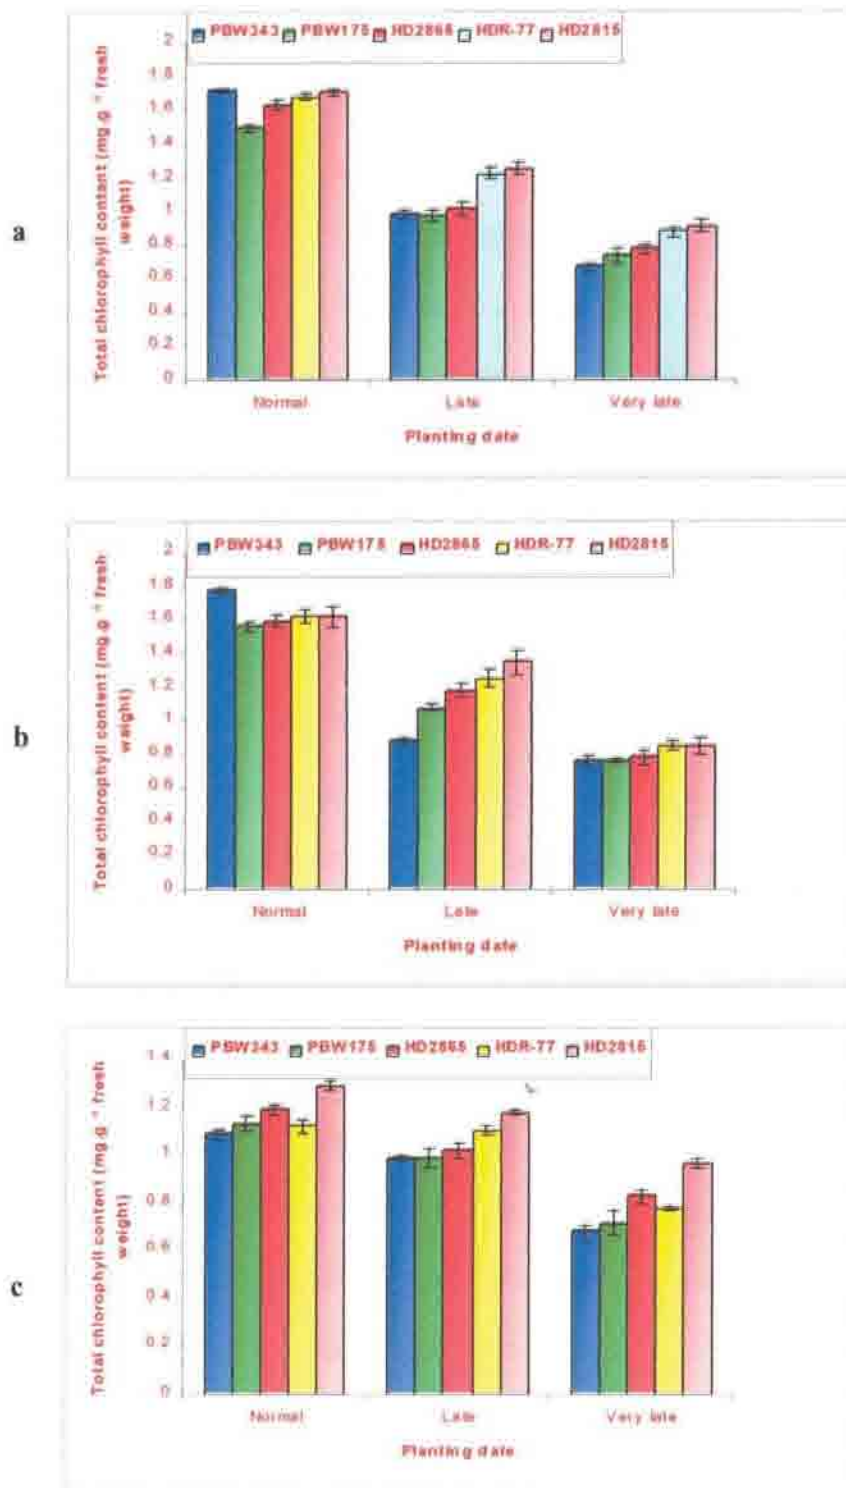 a
PBW343 PBW175 HD2865 HDR-77 HD2815
Total chlorophyll content (mg.g⁻¹ fresh
weight)
2
1.8
1.6
1.4
1.2
1
0.8
0.6
0.4
0.2
0
Normal Late Very late
Planting date
b
PBW343 PBW175 HD2865 HDR-77 HD2815
Total chlorophyll content (mg.g⁻¹ fresh
weight)
2
1.8
1.6
1.4
1.2
1
0.8
0.6
0.4
0.2
0
Normal Late Very late
Planting date
c
PBW343 PBW175 HD2865 HDR-77 HD2815
Total chlorophyll content (mg.g⁻¹ fresh
weight)
1.4
1.2
1
0.8
0.6
0.4
0.2
0
Normal Late Very late
Planting date